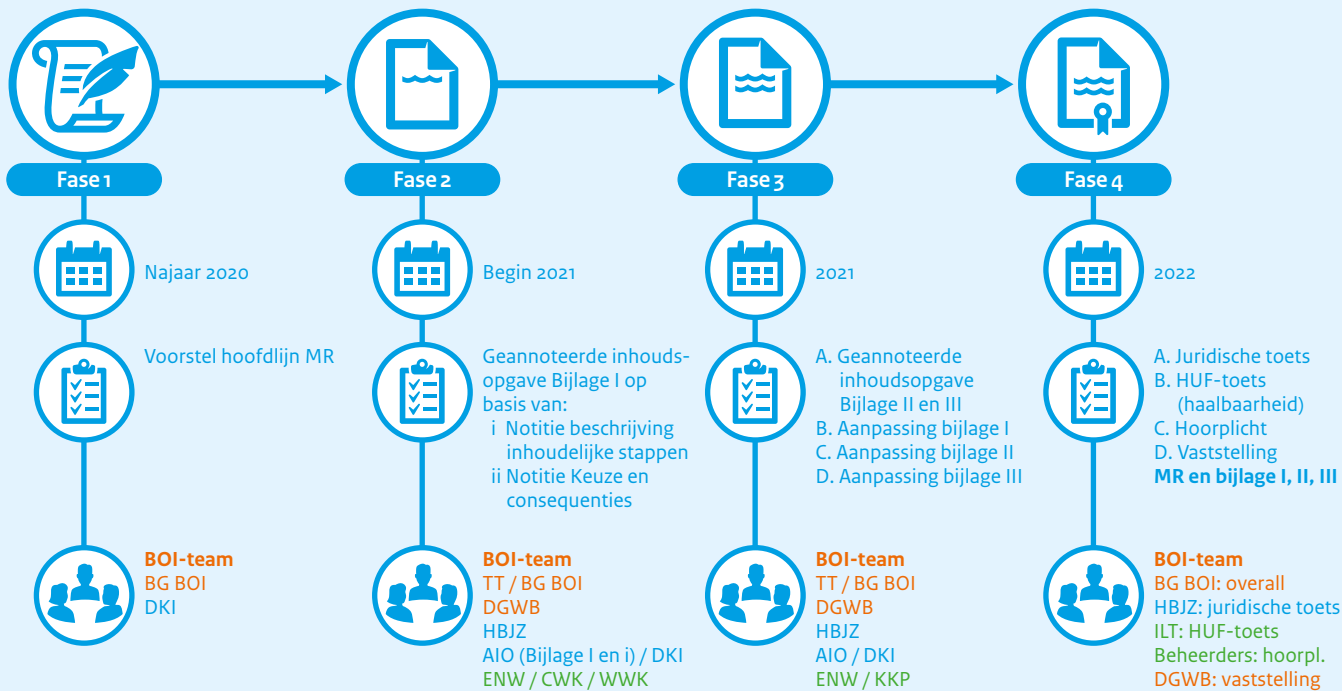 Fase 1
Najaar 2020
Voorstel hoofdlijn MR
BOI-team
BG BOI
DKI
Fase 2
Begin 2021
Geannoteerde inhouds-
opgave Bijlage I op
basis van:
i Notitie beschrijving
inhoudelijke stappen
ii Notitie Keuze en
consequenties
BOI-team
TT / BG BOI
DGWB
HBJZ
AIO (Bijlage I en i) / DKI
ENW / CWK / WWK
Fase 3
2021
A. Geannoteerde
inhoudsopgave
Bijlage II en III
B. Aanpassing bijlage I
C. Aanpassing bijlage II
D. Aanpassing bijlage III
BOI-team
TT / BG BOI
DGWB
HBJZ
AIO / DKI
ENW / KKP
Fase 4
2022
A. Juridische toets
B. HUF-toets
(haalbaarheid)
C. Hoorplicht
D. Vaststelling
MR en bijlage I, II, III
BOI-team
BG BOI: overall
HBJZ: juridische toets
ILT: HUF-toets
Beheerders: hoorpl.
DGWB: vaststelling